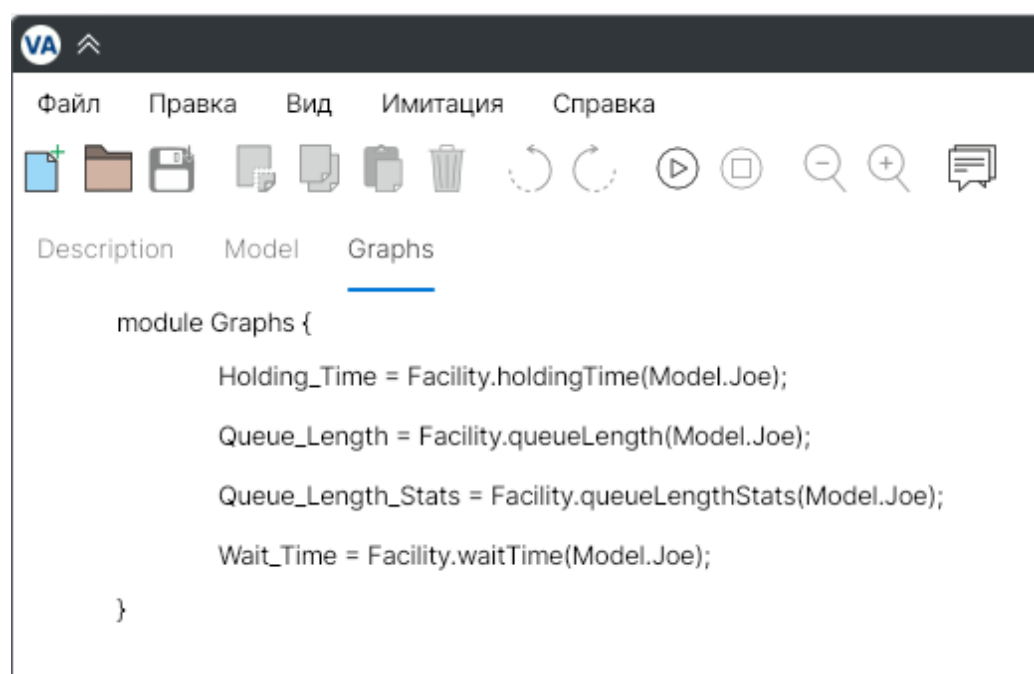 VA
Файл Правка Вид Имитация Справка
Description Model Graphs
module Graphs {
Holding_Time = Facility.holdingTime(Model.Joe);
Queue_Length = Facility.queueLength(Model.Joe);
Queue_Length_Stats = Facility.queueLengthStats(Model.Joe);
Wait_Time = Facility.waitTime(Model.Joe);
}